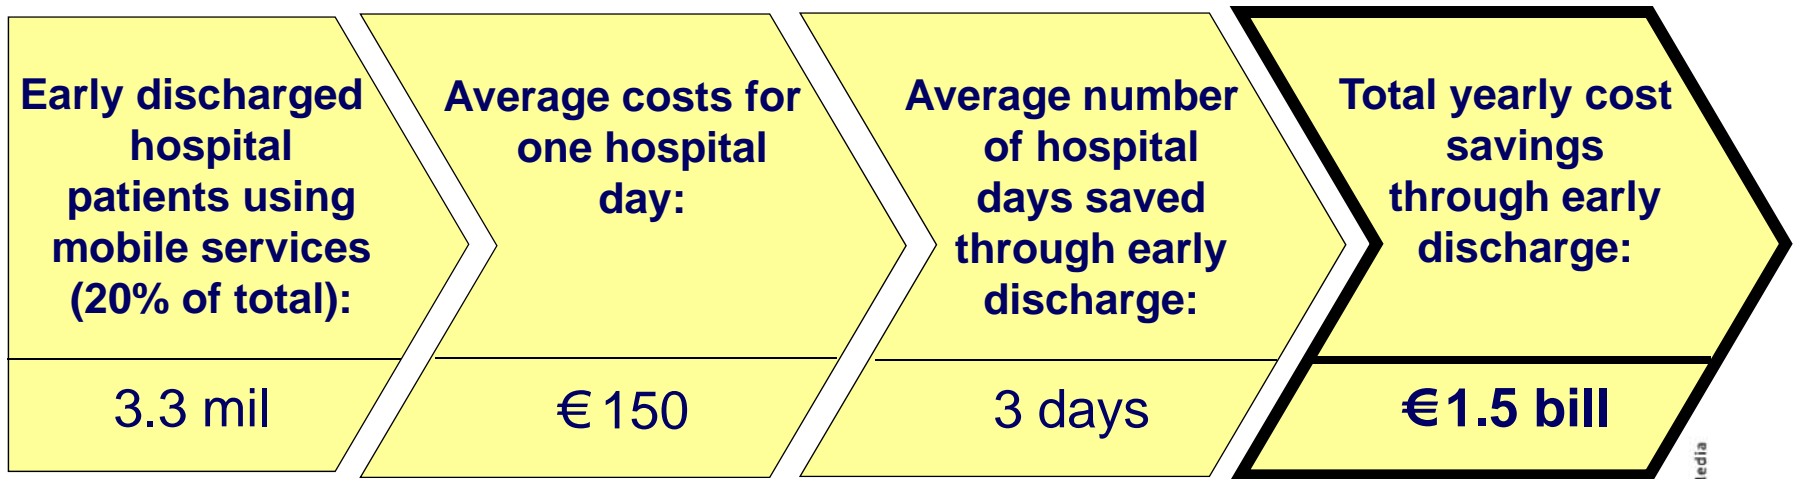 Early discharged
hospital
patients using
mobile services
(20% of total):
3.3 mil
Average costs for
one hospital
day:
€150
Average number
of hospital
days saved
through early
discharge:
3 days
Total yearly cost
savings
through early
discharge:
€1.5 bill